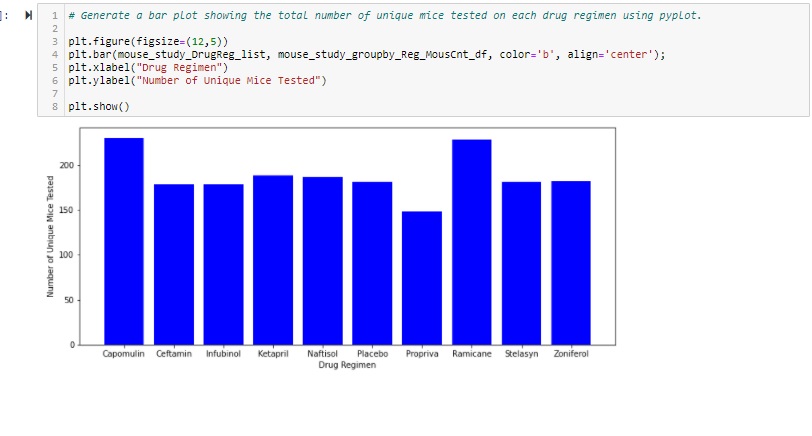 ]:
1 # Generate a bar plot showing the total number of unique mice tested on each drug regimen using pyplot.
2
3 plt.figure(figsize=(12,5))
4 plt.bar(mouse_study_DrugReg_list, mouse_study_groupby_Reg_MousCnt_df, color='b', align='center');
5 plt.xlabel("Drug Regimen")
6 plt.ylabel("Number of Unique Mice Tested")
7
8 plt.show()
Number of Unique Mice Tested
200
150
100
50
0
Capomulin Ceftamin Infubinol Ketapril Naftisol Placebo Propriva Ramicane Stelasyn Zoniferol
Drug Regimen